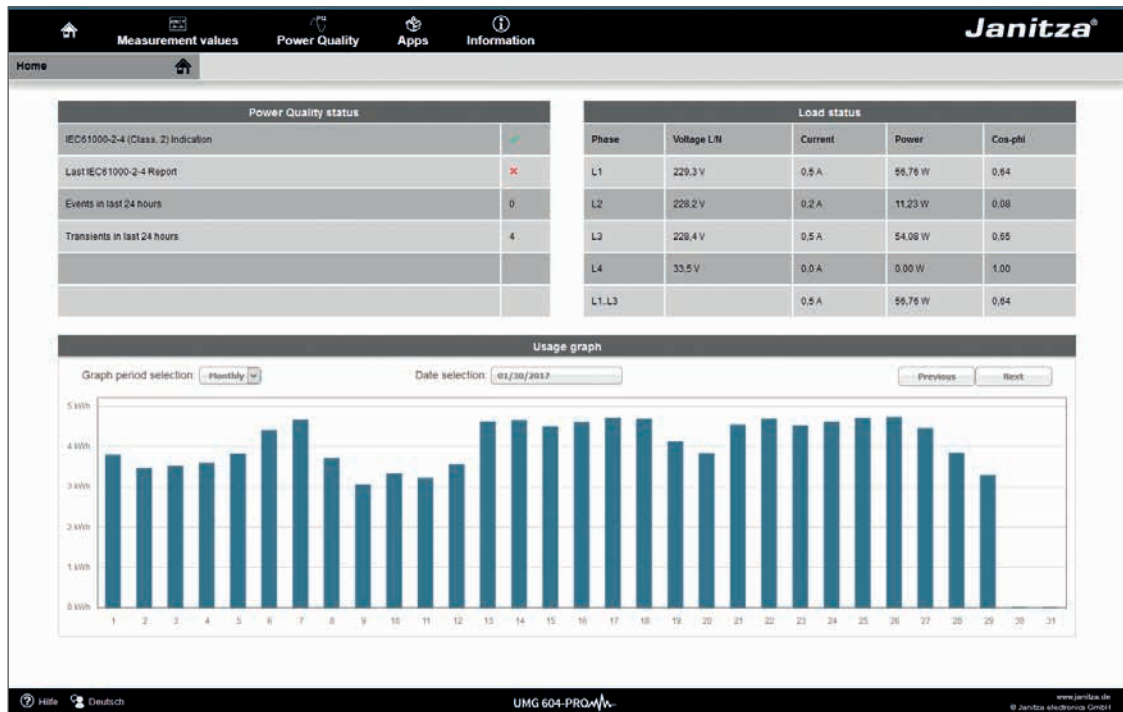 Janitza®
Measurement values Power Quality Apps Information
Home
Power Quality status
IEC61000-2-4 (Class. 2) Indication
Last IEC61000-2-4 Report
Events in last 24 hours 0
Transients in last 24 hours 4
Load status
Phase Voltage L/N Current Power Cos-phi
L1 229,3 V 0,5 A 56,76 W 0,64
L2 228,2 V 0,2 A 11,23 W 0,08
L3 228,4 V 0,5 A 54,08 W 0,65
L4 33,5 V 0,0 A 0,00 W 1,00
L1..L3 0,5 A 56,76 W 0,64
Usage graph
Graph period selection: Monthly Date selection: 01/30/2017 Previous Next
5 kWh
4 kWh
3 kWh
2 kWh
1 kWh
0 kWh
1 2 3 4 5 6 7 8 9 10 11 12 13 14 15 16 17 18 19 20 21 22 23 24 25 26 27 28 29 30 31
Hilfe Deutsch UMG 604-PRO www.janitza.de
© Janitza electronics GmbH